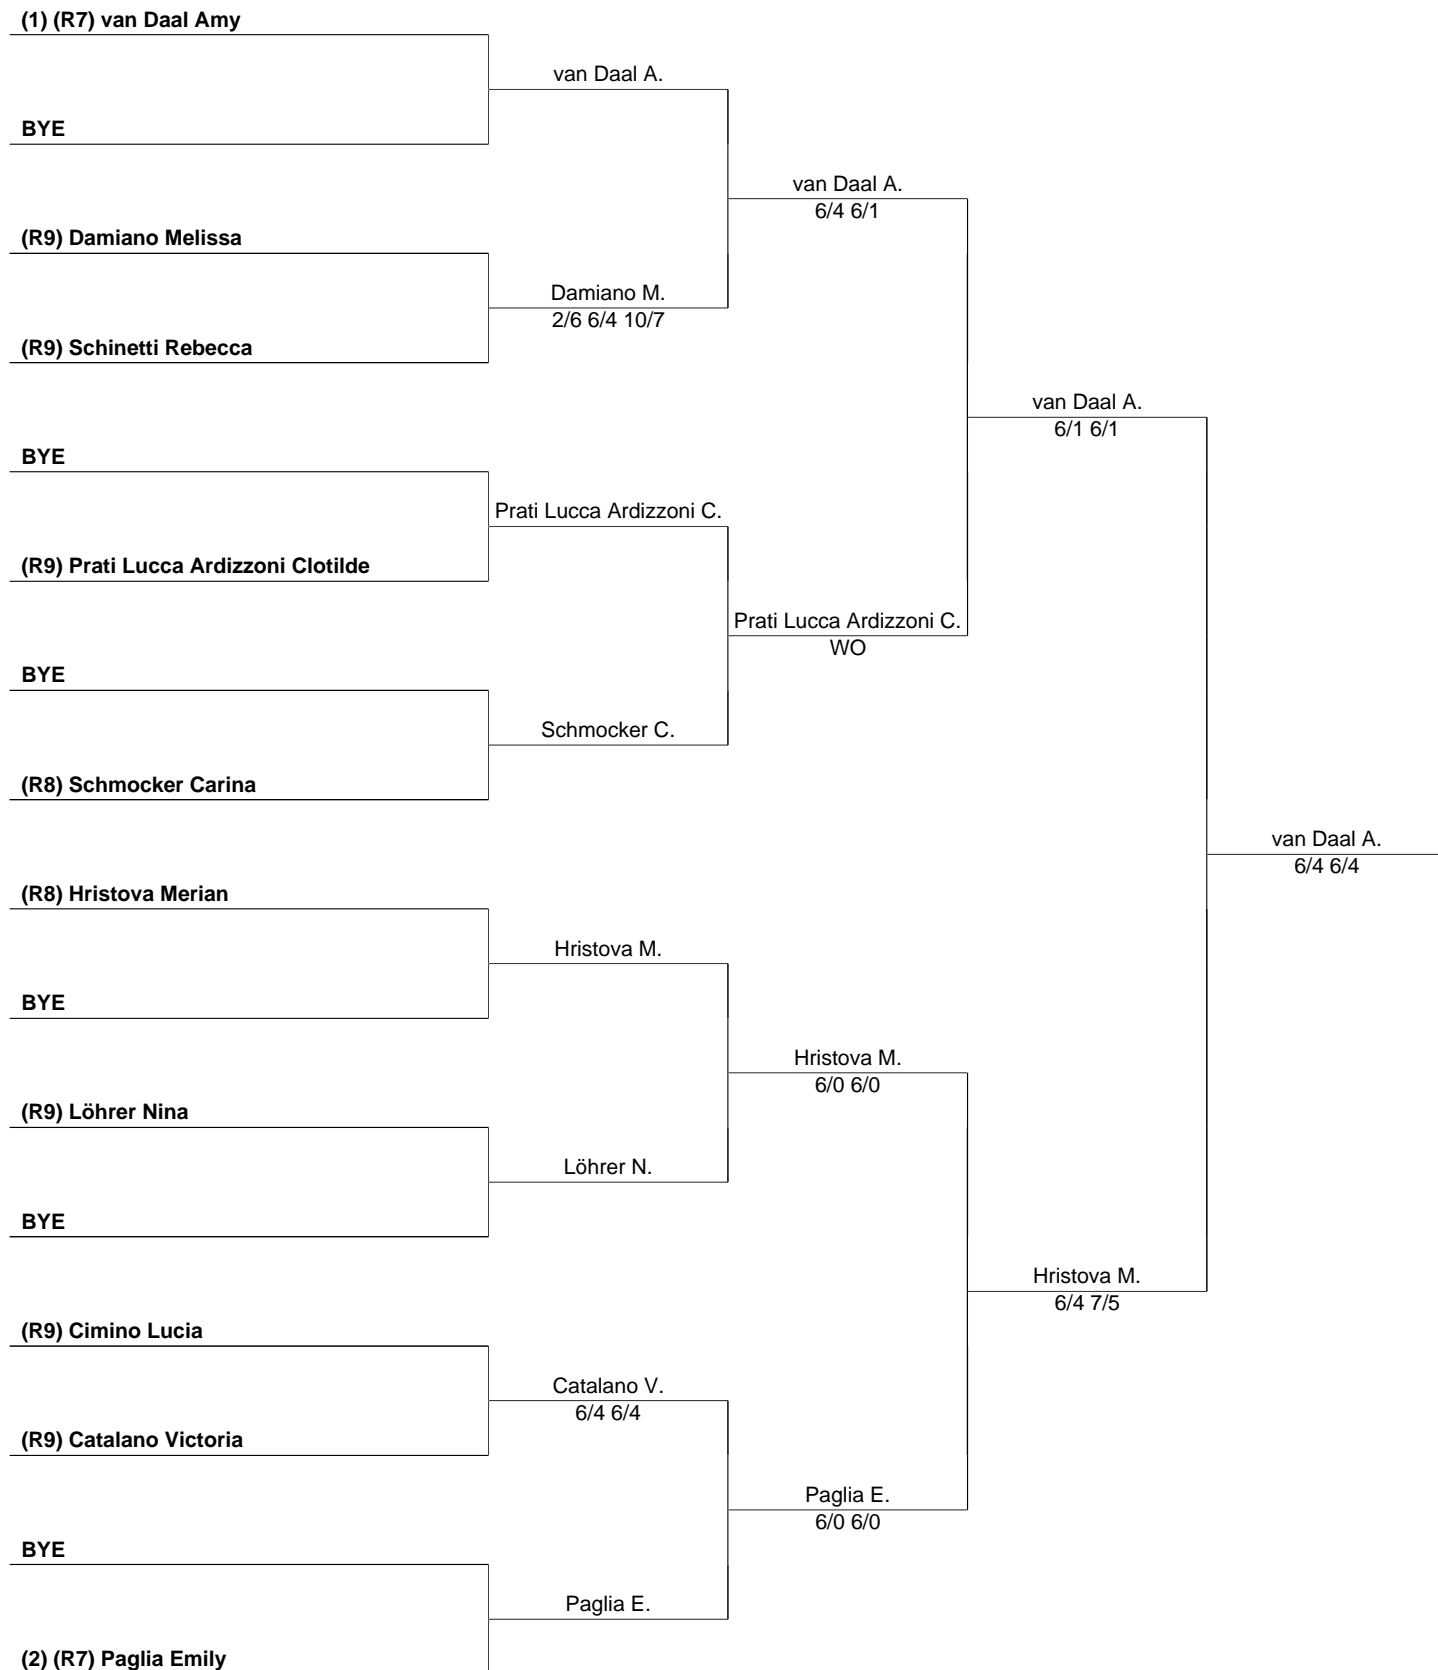 (1) (R7) van Daal Amy
van Daal A.
BYE
van Daal A.
6/4 6/1
(R9) Damiano Melissa
Damiano M.
2/6 6/4 10/7
(R9) Schinetti Rebecca
van Daal A.
6/1 6/1
BYE
Prati Lucca Ardizzoni C.
(R9) Prati Lucca Ardizzoni Clotilde
Prati Lucca Ardizzoni C.
WO
BYE
Schmocker C.
(R8) Schmocker Carina
van Daal A.
6/4 6/4
(R8) Hristova Merian
Hristova M.
BYE
Hristova M.
6/0 6/0
(R9) Löhrer Nina
Löhrer N.
BYE
Hristova M.
6/4 7/5
(R9) Cimino Lucia
Catalano V.
6/4 6/4
(R9) Catalano Victoria
Paglia E.
6/0 6/0
BYE
Paglia E.
(2) (R7) Paglia Emily